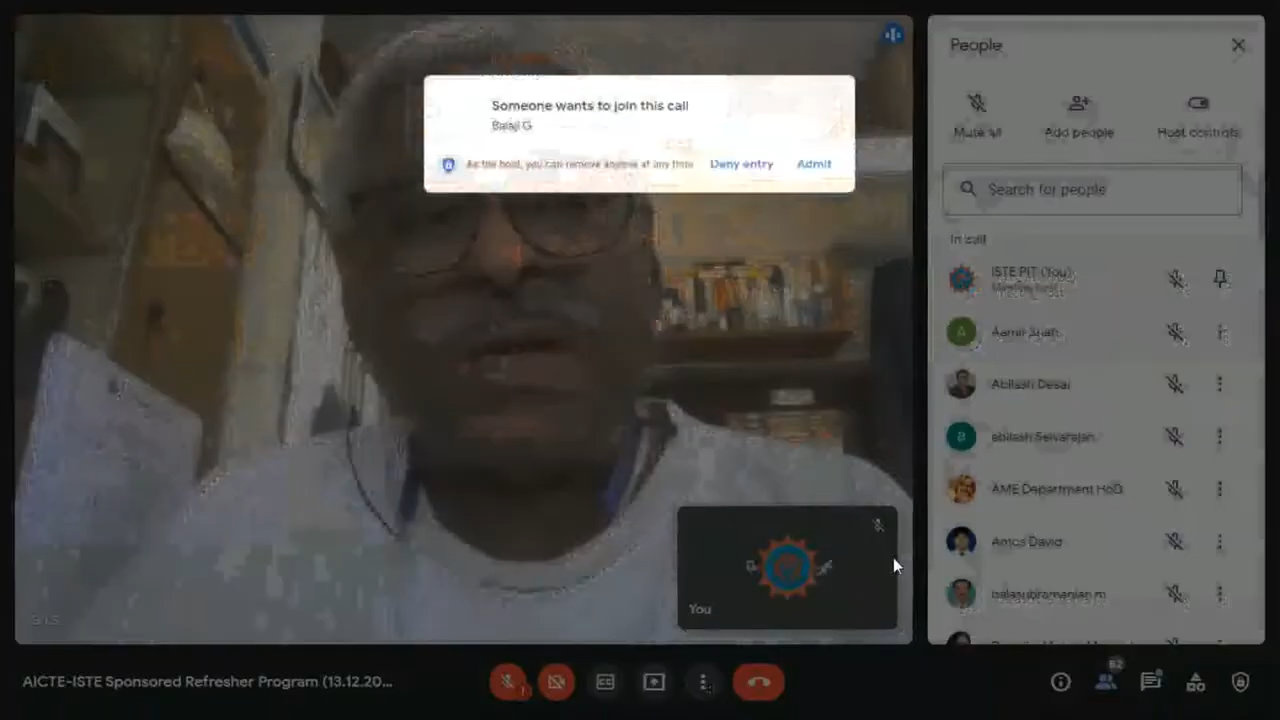 Someone wants to join this call
Balaji G
As the host, you can remove anyone at any time
Deny entry
Admit
You
AICTE-ISTE Sponsored Refresher Program (13.12.20...
CC
People
Mute all
Add people
Host controls
Search for people
In call
ISTE PIT (You)
Meeting host
A
Aamir Shah
Abilash Desai
a
abilash Selvarajan
AME Department HoD
Amos David
balasubramanian m
62